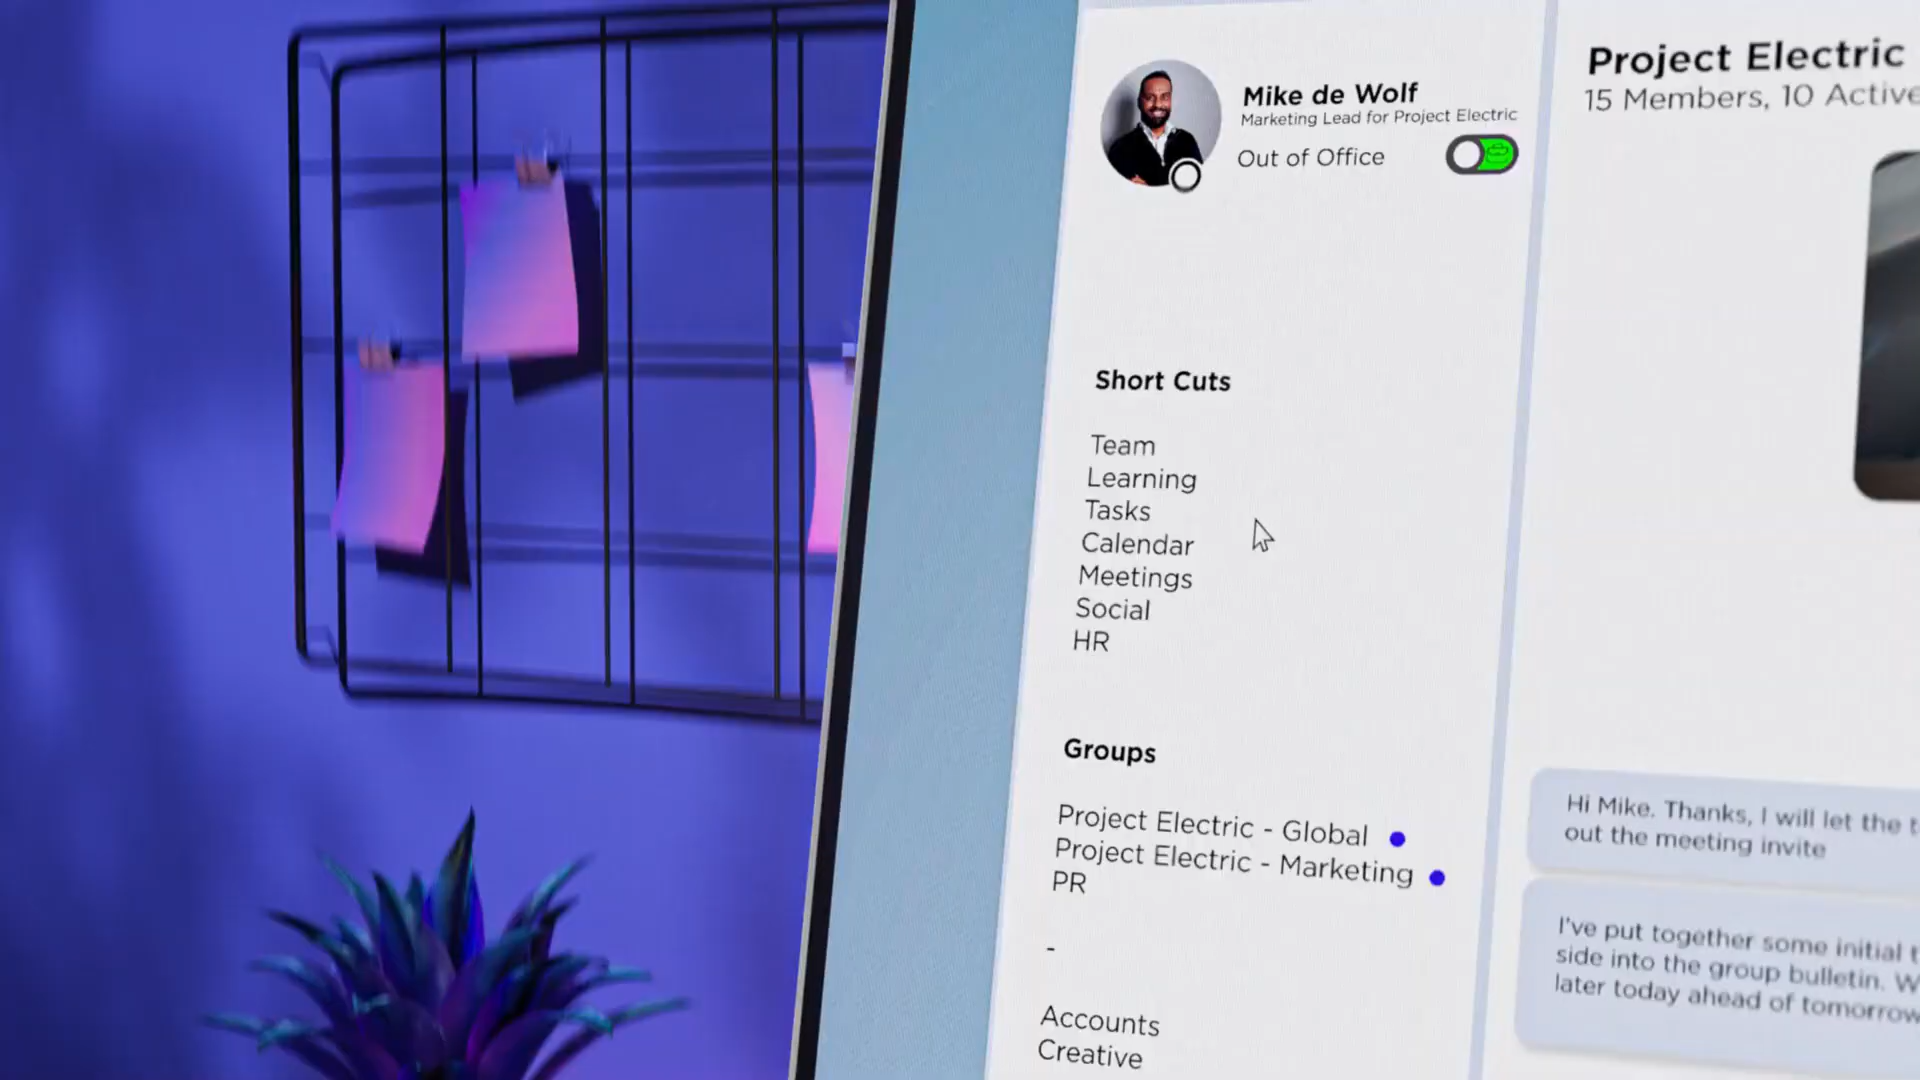 Mike de Wolf
Marketing Lead for Project Electric
Out of Office
Short Cuts
Team
Learning
Tasks
Calendar
Meetings
Social
HR
Groups
Project Electric - Global
Project Electric - Marketing
PR
-
Accounts
Creative
Project Electric
15 Members, 10 Active
Hi Mike. Thanks, I will let the t
out the meeting invite
I've put together some initial t
side into the group bulletin. W
later today ahead of tomorrow